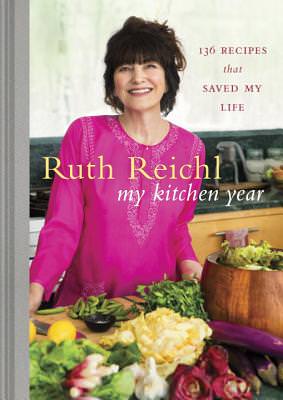 136 RECIPES
that
SAVED MY
LIFE
Ruth Reichl
my kitchen year